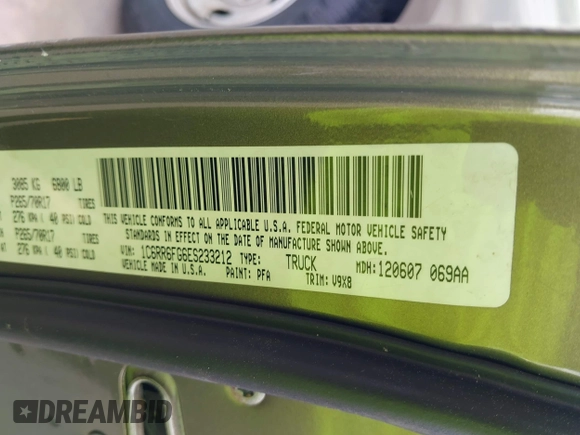 3085 KG 6800 LB
P265/70R17 TIRES
276 KPA ( 40 PSI) COLD
P265/70R17 TIRES
276 KPA ( 40 PSI) COLD
THIS VEHICLE CONFORMS TO ALL APPLICABLE U.S.A. FEDERAL MOTOR VEHICLE SAFETY
STANDARDS IN EFFECT ON THE DATE OF MANUFACTURE SHOWN ABOVE.
VIN: 1C6RR6FG6ES233212 TYPE: TRUCK MDH: 120607 069AA
VEHICLE MADE IN U.S.A. PAINT: PFA TRIM: V9X8
DREAMBID